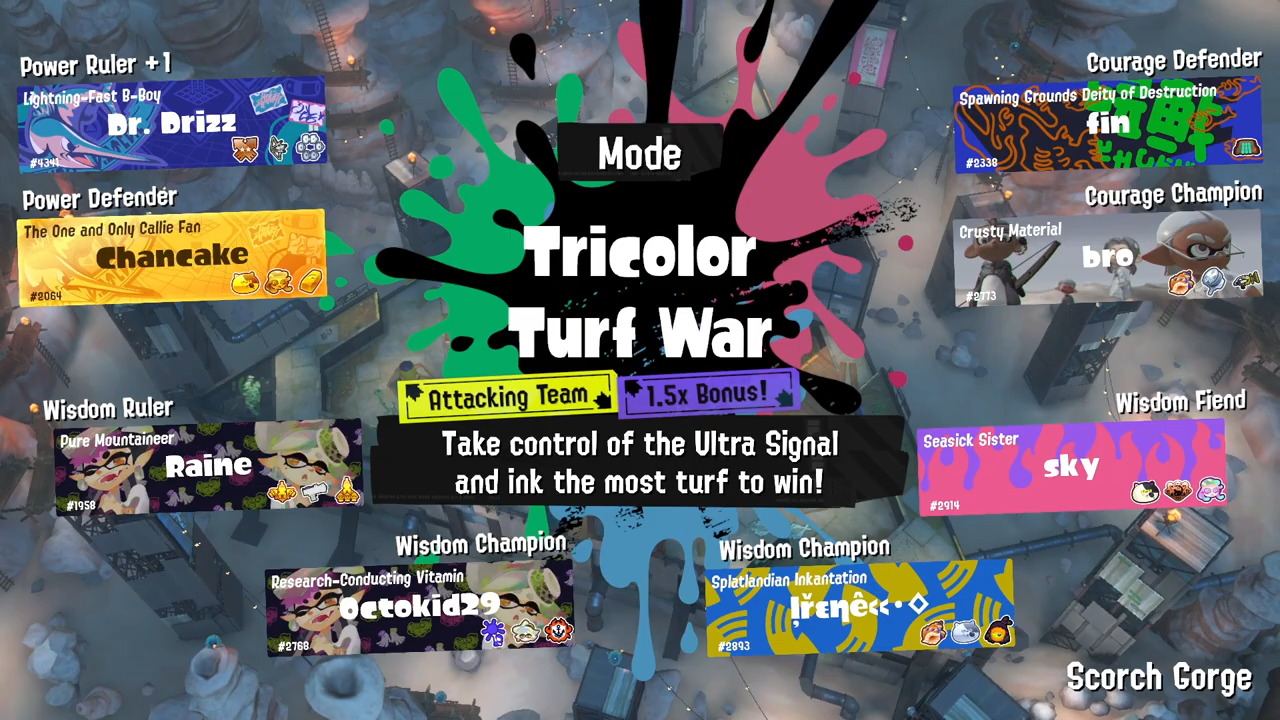 Power Ruler +1
Lightning-Fast B-Boy
Dr. Drizz
#4341
Power Defender
The One and Only Callie Fan
Chancake
#2064
Mode
Tricolor
Turf War
Attacking Team
1.5x Bonus!
Take control of the Ultra Signal
and ink the most turf to win!
Courage Defender
Spawning Grounds Deity of Destruction
fin
#2338
Courage Champion
Crusty Material
bro
#2773
Wisdom Ruler
Pure Mountaineer
Raine
#1958
Wisdom Fiend
Seasick Sister
sky
#2914
Wisdom Champion
Research-Conducting Vitamin
Octokid29
#2768
Wisdom Champion
Splatlandian Inkantation
#2893
Scorch Gorge